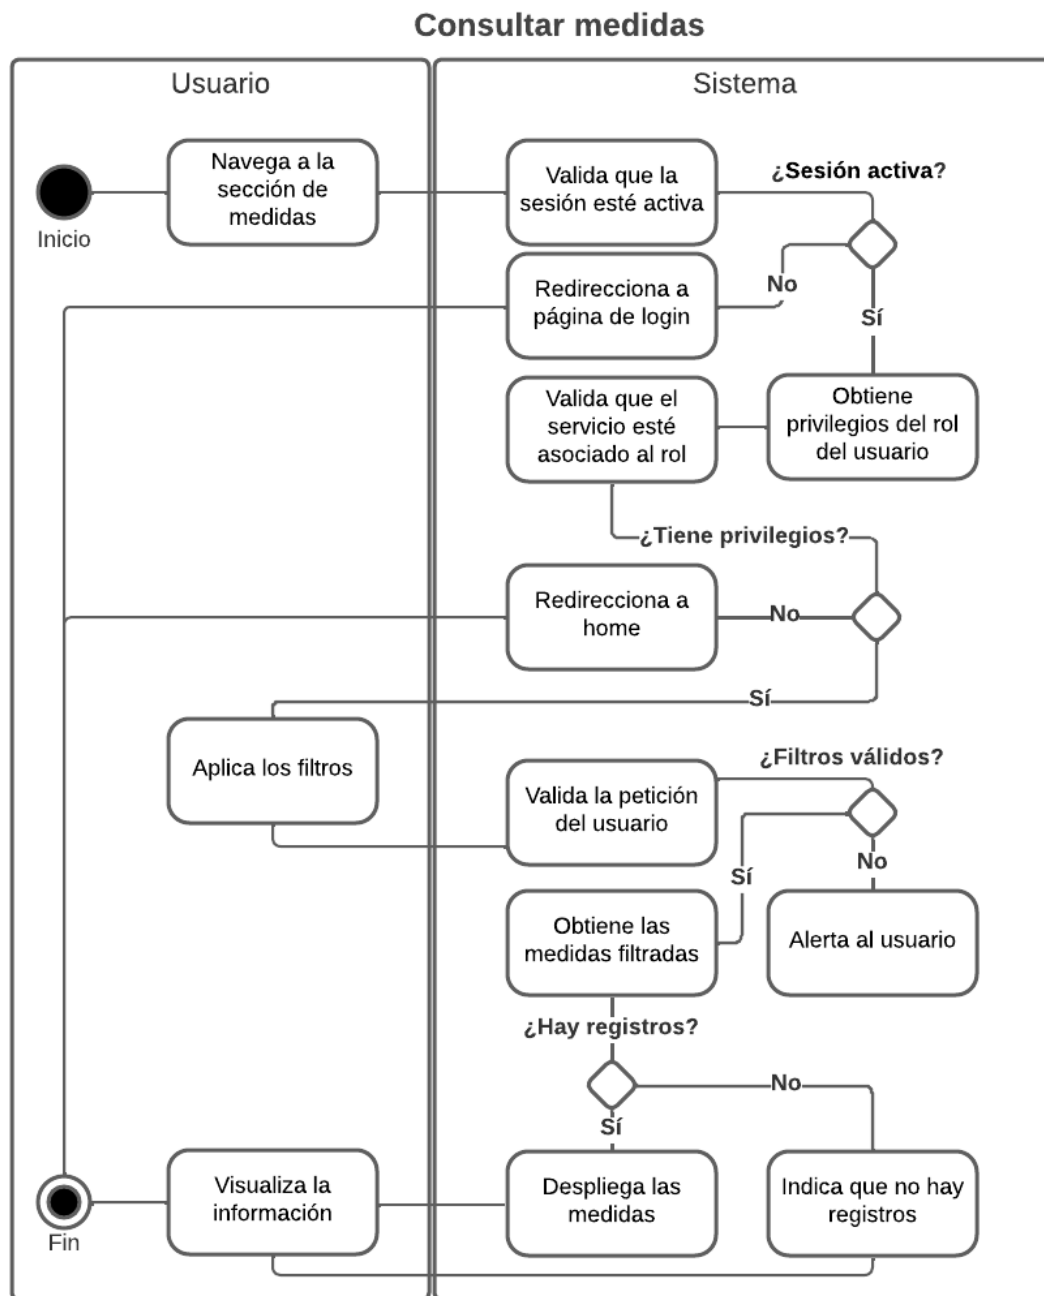 Consultar medidas
Usuario
Sistema
Navega a la
sección de
medidas
Inicio
Valida que la
sesión esté activa
¿Sesión activa?
No
Sí
Redirecciona a
página de login
Obtiene
privilegios del rol
del usuario
Valida que el
servicio esté
asociado al rol
¿Tiene privilegios?
Redirecciona a
home
No
Sí
Aplica los filtros
¿Filtros válidos?
Valida la petición
del usuario
No
Sí
Obtiene las
medidas filtradas
Alerta al usuario
¿Hay registros?
No
Sí
Visualiza la
información
Despliega las
medidas
Indica que no hay
registros
Fin